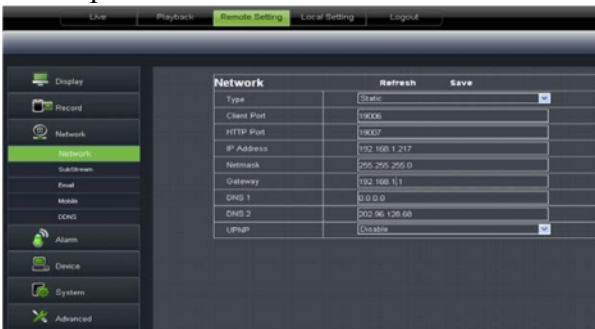 Live Playback Remote Setting Local Setting Logout
Display
Record
Network
Network
SubStream
Email
Mobile
DDNS
Alarm
Device
System
Advanced
Network Refresh Save
Type Static
Client Port 19006
HTTP Port 19007
IP Address 192.168.1.217
Netmask 255.255.255.0
Gateway 192.168.1.1
DNS 1 0.0.0.0
DNS 2 202.96.128.68
UPNP Disable